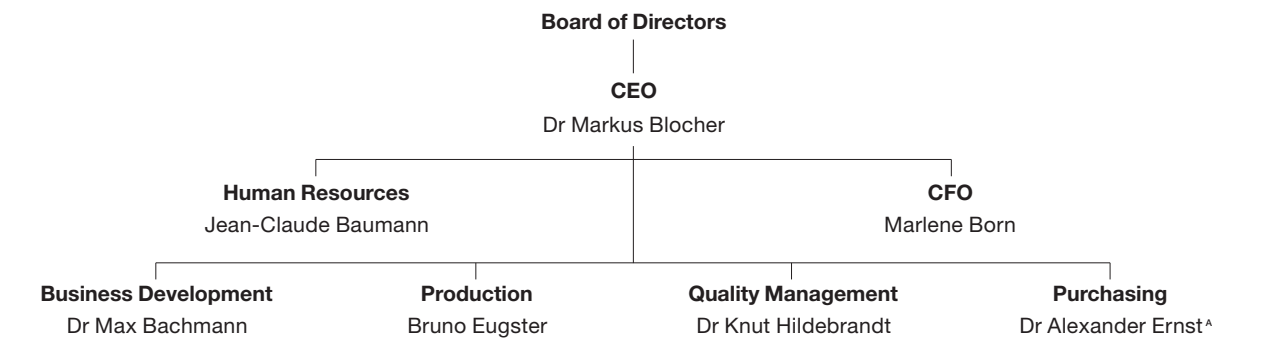 Board of Directors
CEO
Dr Markus Blocher
Human Resources
Jean-Claude Baumann
CFO
Marlene Born
Business Development
Dr Max Bachmann
Production
Bruno Eugster
Quality Management
Dr Knut Hildebrandt
Purchasing
Dr Alexander Ernst ᴬ